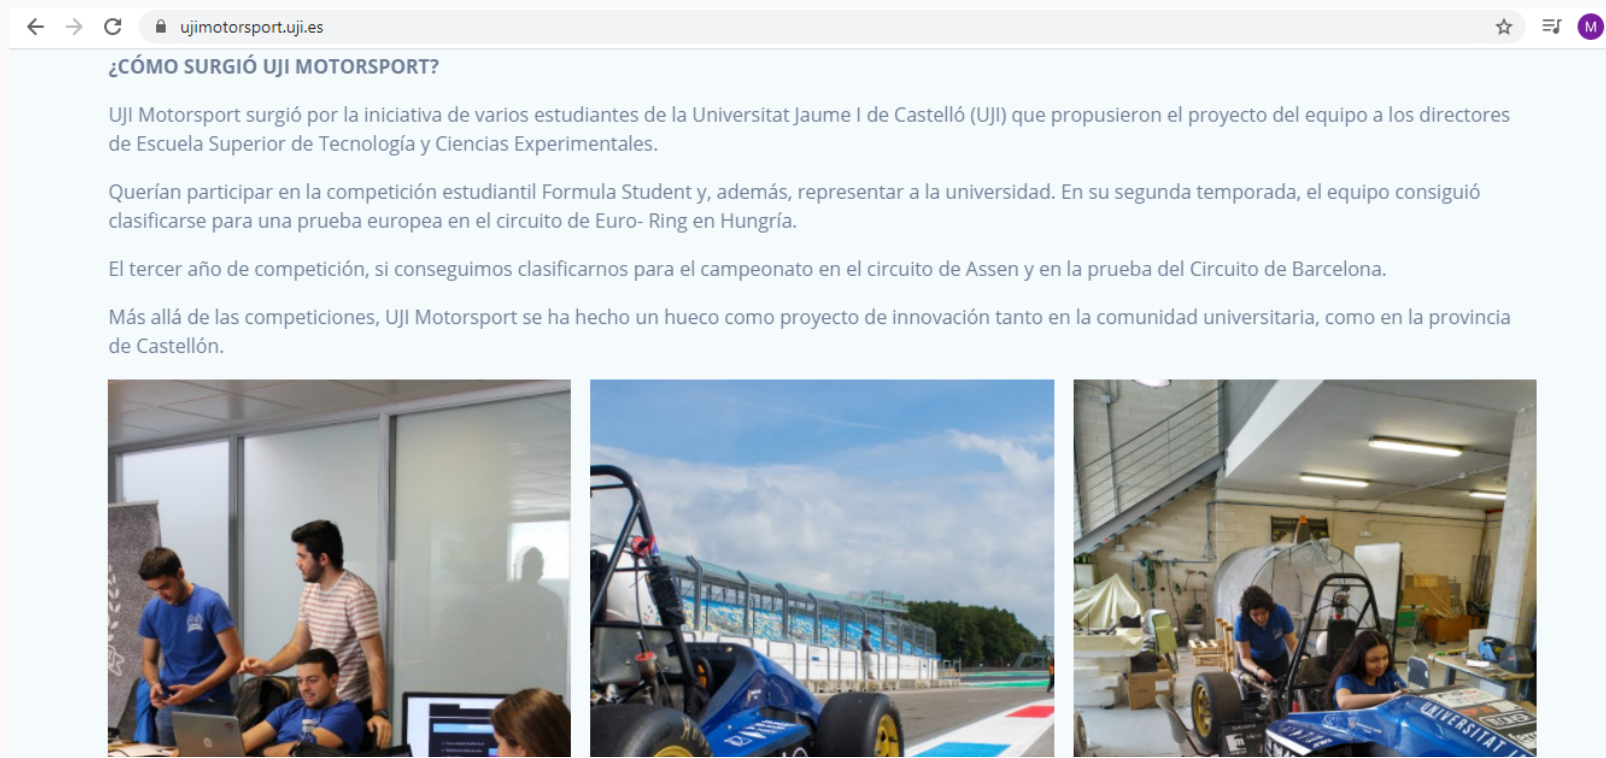 ujimotorsport.uji.es
M
¿CÓMO SURGIÓ UJI MOTORSPORT?
UJI Motorsport surgió por la iniciativa de varios estudiantes de la Universitat Jaume I de Castelló (UJI) que propusieron el proyecto del equipo a los directores
de Escuela Superior de Tecnología y Ciencias Experimentales.
Querían participar en la competición estudiantil Formula Student y, además, representar a la universidad. En su segunda temporada, el equipo consiguió
clasificarse para una prueba europea en el circuito de Euro- Ring en Hungría.
El tercer año de competición, si conseguimos clasificarnos para el campeonato en el circuito de Assen y en la prueba del Circuito de Barcelona.
Más allá de las competiciones, UJI Motorsport se ha hecho un hueco como proyecto de innovación tanto en la comunidad universitaria, como en la provincia
de Castellón.
UNIVERSITAT